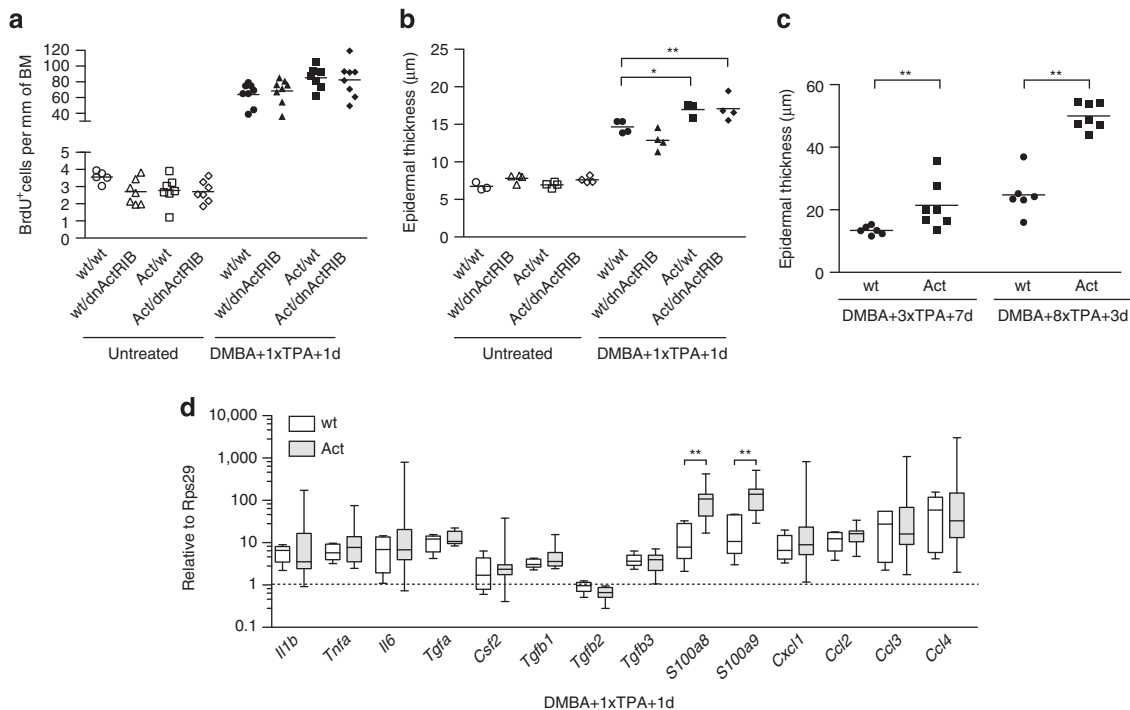 a
BrdU⁺cells per mm of BM
120
100
80
60
40
5
4
3
2
1
0
wt/wt
wt/dnActRIB
Act/wt
Act/dnActRIB
wt/wt
wt/dnActRIB
Act/wt
Act/dnActRIB
Untreated
DMBA+1xTPA+1d
b
Epidermal thickness (μm)
25
20
15
10
5
0
**
*
wt/wt
wt/dnActRIB
Act/wt
Act/dnActRIB
wt/wt
wt/dnActRIB
Act/wt
Act/dnActRIB
Untreated
DMBA+1xTPA+1d
c
Epidermal thickness (μm)
60
40
20
0
**
**
wt Act wt Act
DMBA+3xTPA+7d DMBA+8xTPA+3d
d
Relative to Rps29
10,000
1,000
100
10
1
0.1
wt
Act
**
**
Il1b
Tnfa
Il6
Tgfa
Csf2
Tgfb1
Tgfb2
Tgfb3
S100a8
S100a9
Cxcl1
Ccl2
Ccl3
Ccl4
DMBA+1xTPA+1d